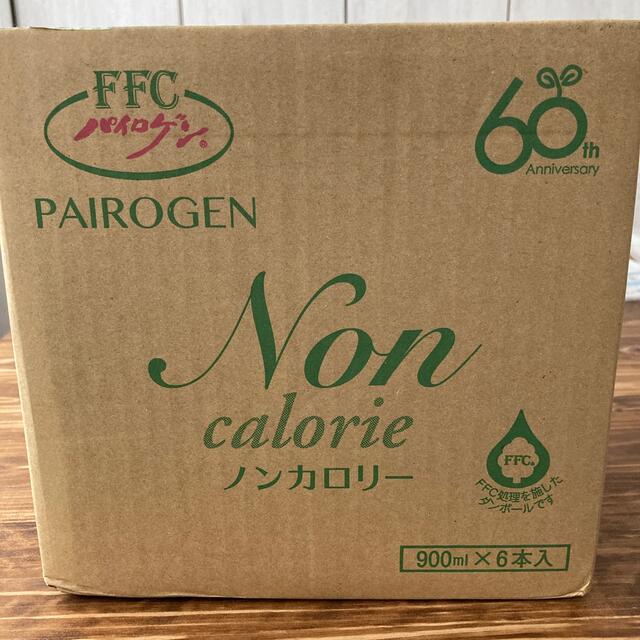 FFC
パイロゲン®
PAIROGEN
60th
Anniversary
Non
calorie
ノンカロリー
FFC®
FFC処理を施した
ダンボールです
900ml×6本入